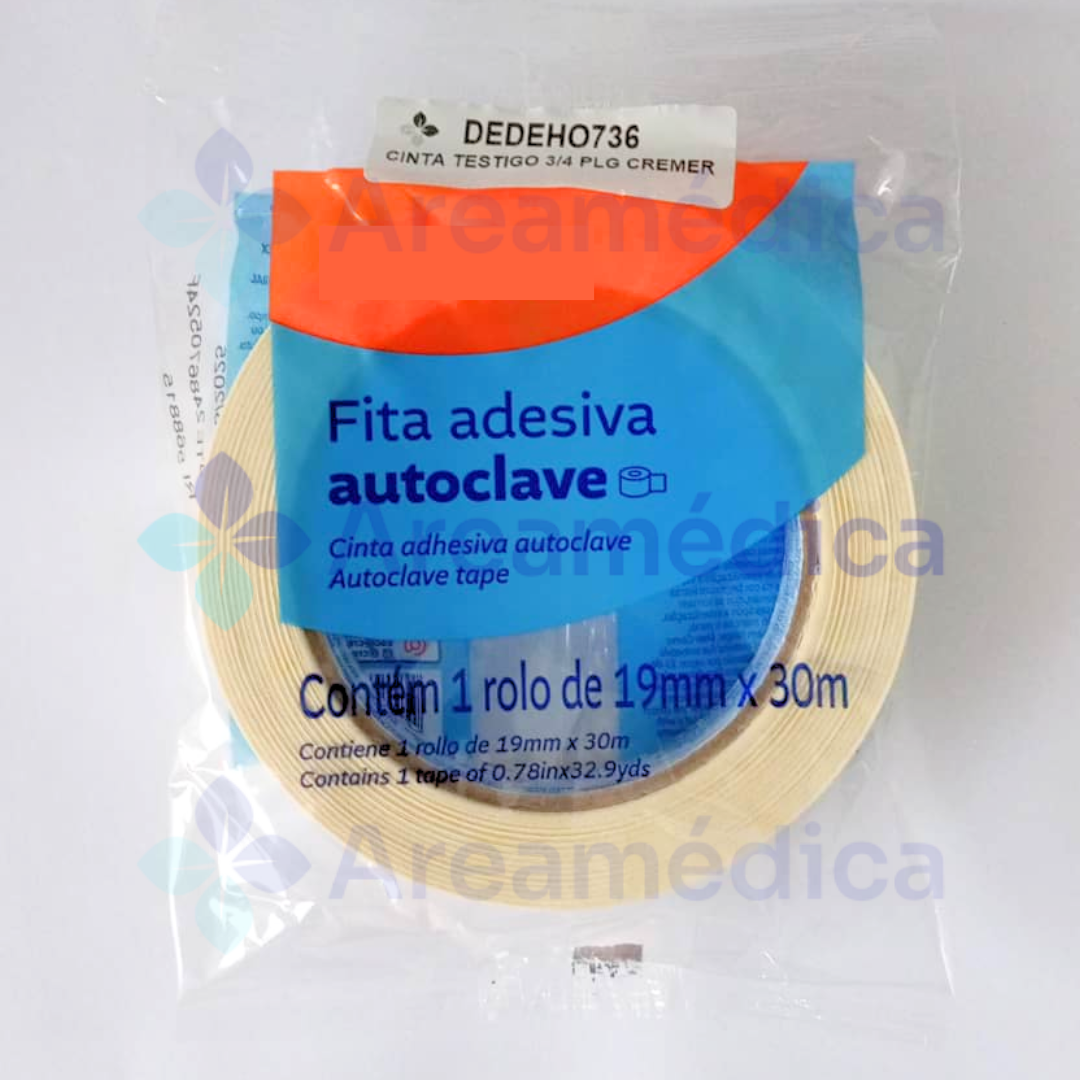 DEDEHO736
CINTA TESTIGO 3/4 PLG CREMER
Areamédica
Fita adesiva
autoclave
Cinta adhesiva autoclave
Autoclave tape
Areamédica
Contém 1 rolo de 19mm x 30m
Contiene 1 rollo de 19mm x 30m
Contains 1 tape of 0.78inx32.9yds
Areamédica